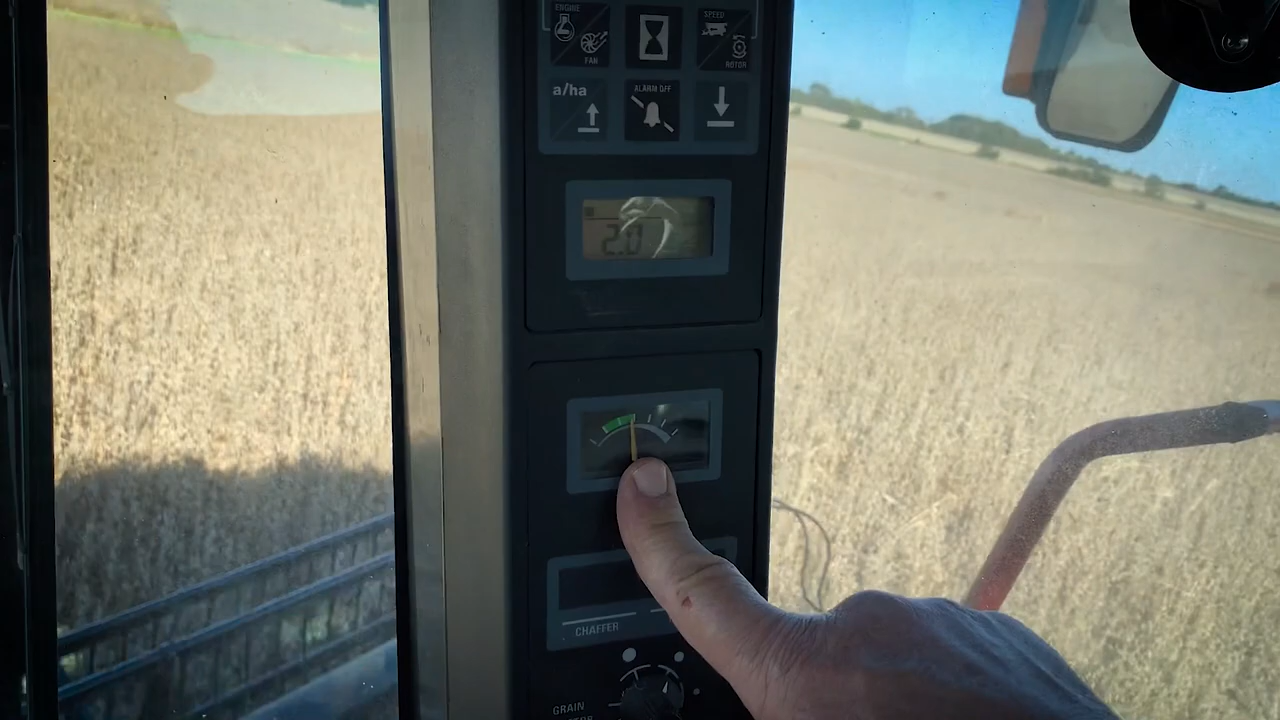 ENGINE
FAN
SPEED
ROTOR
a/ha
ALARM OFF
2.0
CHAFFER
GRAIN